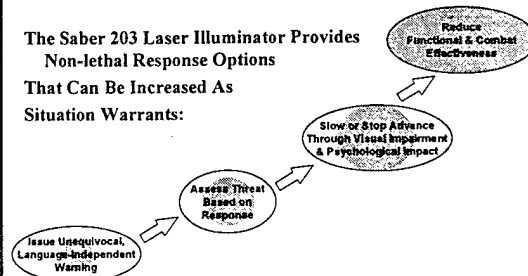 The Saber 203 Laser Illuminator Provides
Non-lethal Response Options
That Can Be Increased As
Situation Warrants:
Reduce
Functional & Combat
Effectiveness
Slow or Stop Advance
Through Visual Impairment
& Psychological Impact
Assess Threat
Based on
Response
Issue Unequivocal,
Language-Independent
Warning